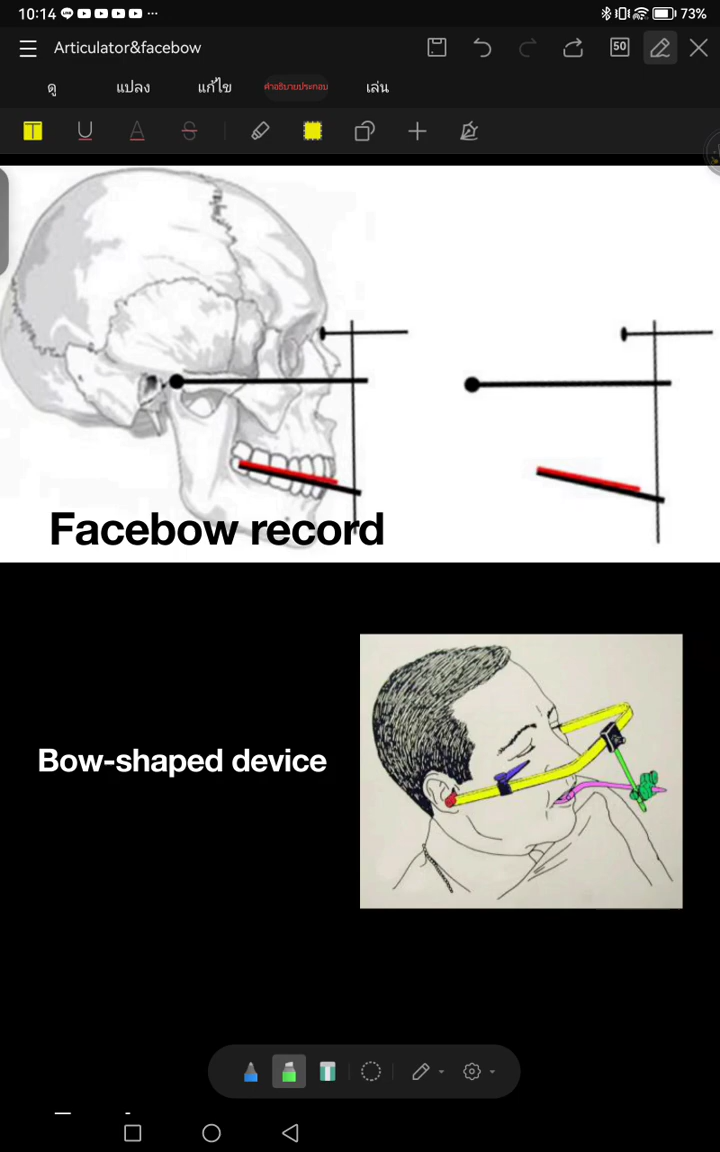 10:14 LINE ... 73%
Articulator&facebow
50
ดู แปลง แก้ไข คำอธิบายประกอบ เล่น
T U A S
Facebow record
Bow-shaped device